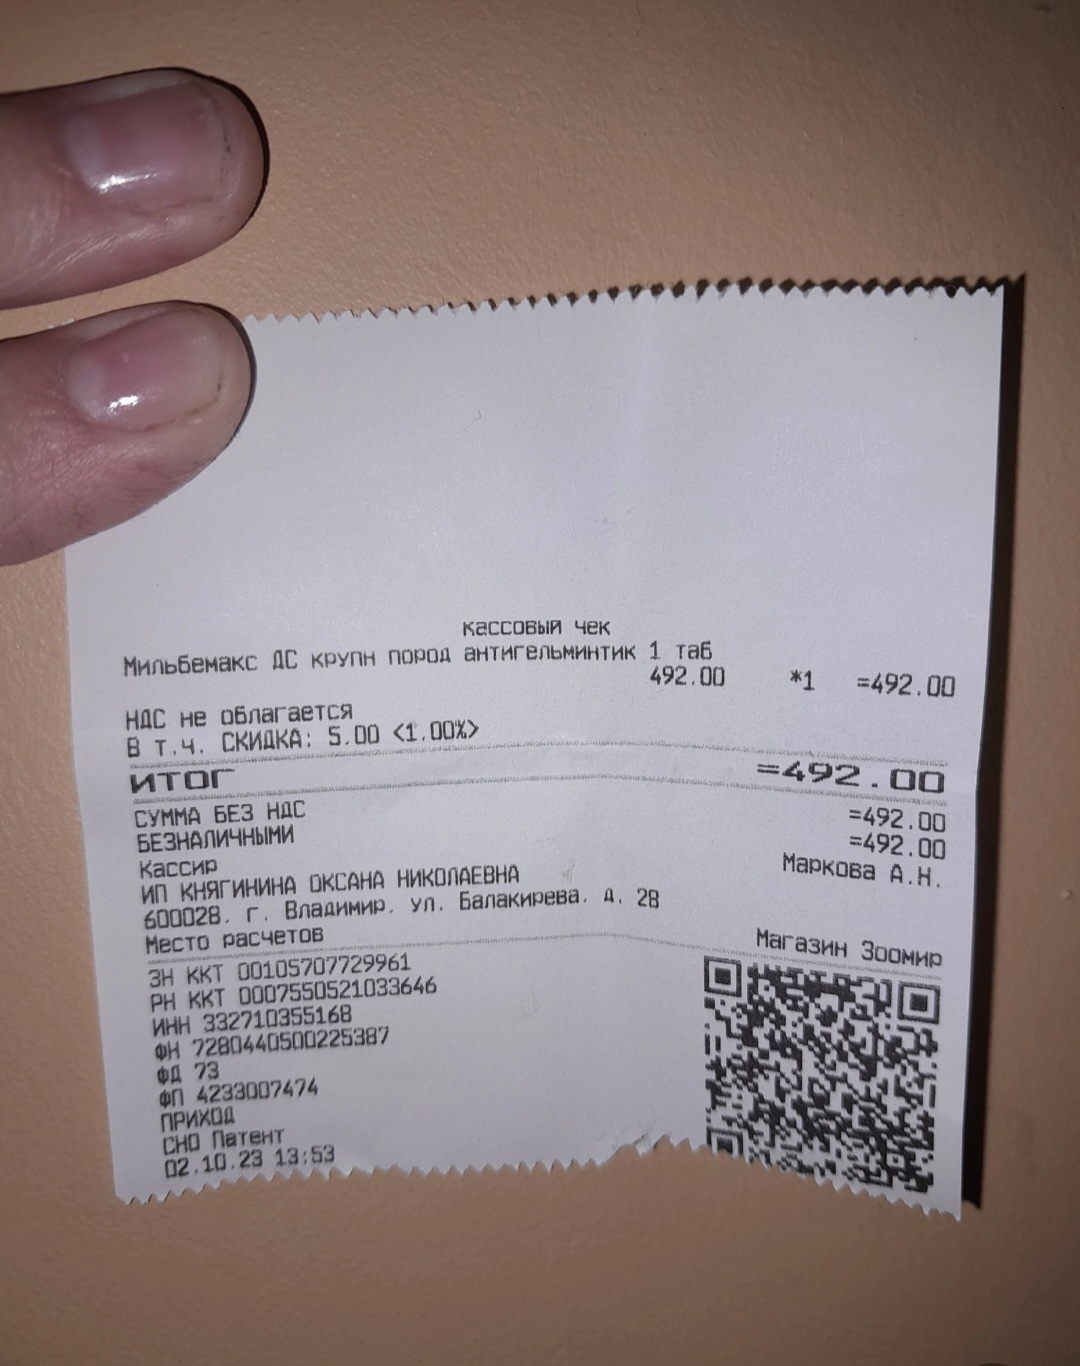 кассовый чек
Мильбемакс ДС крупн пород антигельминтик 1 таб
492.00 *1 =492.00
НДС не облагается
В т.ч. СКИДКА: 5.00 <1.00%>
ИТОГ =492.00
СУММА БЕЗ НДС =492.00
БЕЗНАЛИЧНЫМИ =492.00
Кассир Маркова А.Н.
ИП КНЯГИНИНА ОКСАНА НИКОЛАЕВНА
600028, г. Владимир, ул. Балакирева, д. 28
Место расчетов Магазин Зоомир
ЗН ККТ 00105707729961
РН ККТ 0007550521033646
ИНН 332710355168
ФН 7280440500225387
ФД 73
ФП 4233007474
ПРИХОД
СНО Патент
02.10.23 13:53